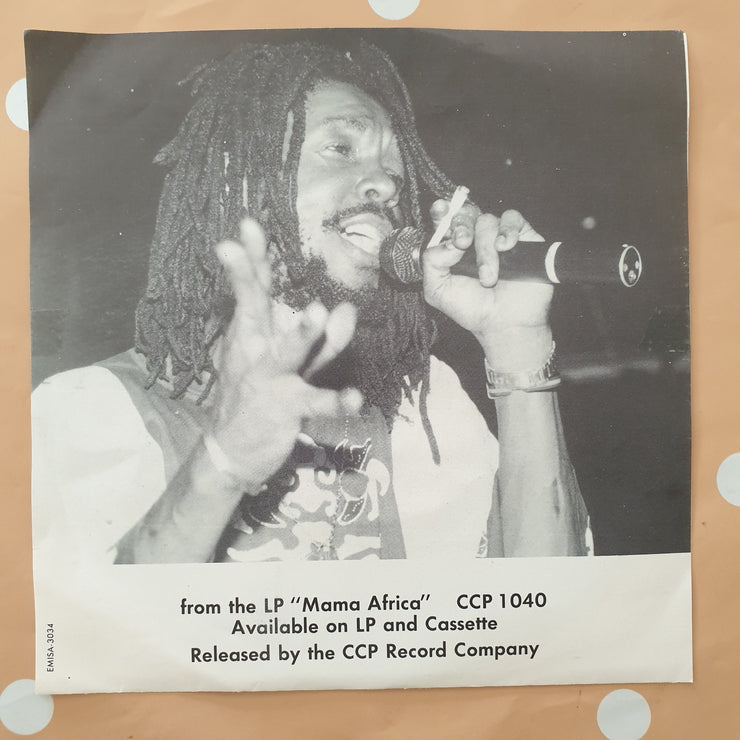 from the LP "Mama Africa" CCP 1040
Available on LP and Cassette
Released by the CCP Record Company
EMISA-3034